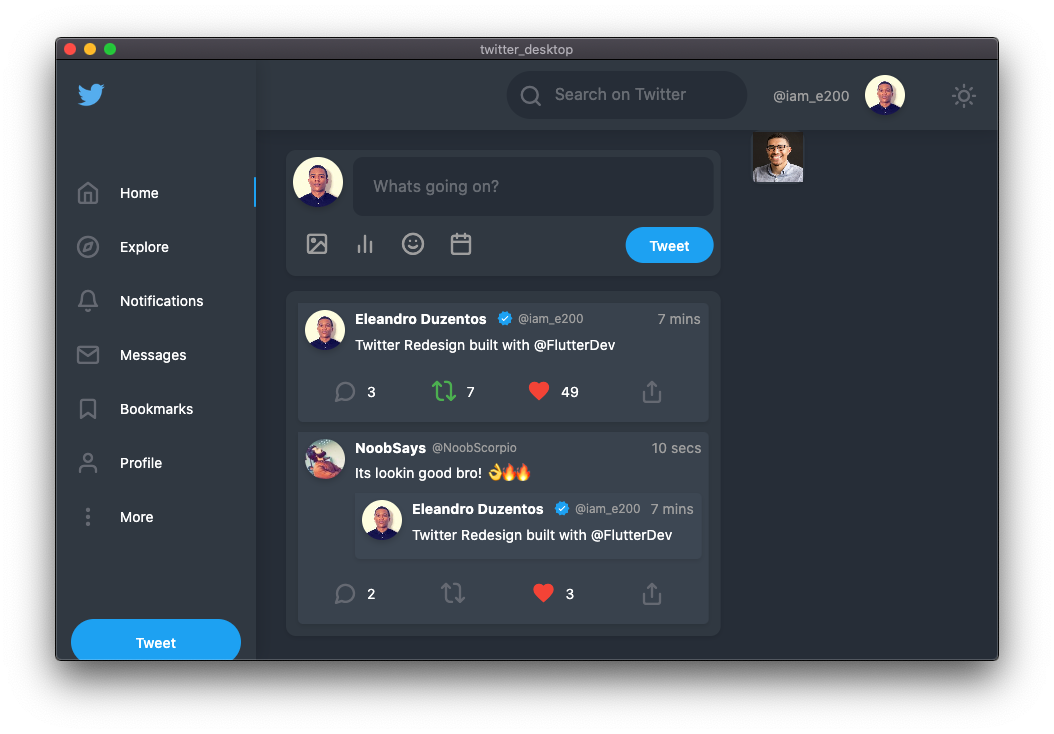 twitter_desktop
Search on Twitter
@iam_e200
Home
Explore
Notifications
Messages
Bookmarks
Profile
More
Tweet
Whats going on?
Tweet
Eleandro Duzentos @iam_e200 7 mins
Twitter Redesign built with @FlutterDev
3 7 49
NoobSays @NoobScorpio 10 secs
Its lookin good bro! 👌🔥🔥
Eleandro Duzentos @iam_e200 7 mins
Twitter Redesign built with @FlutterDev
2 3